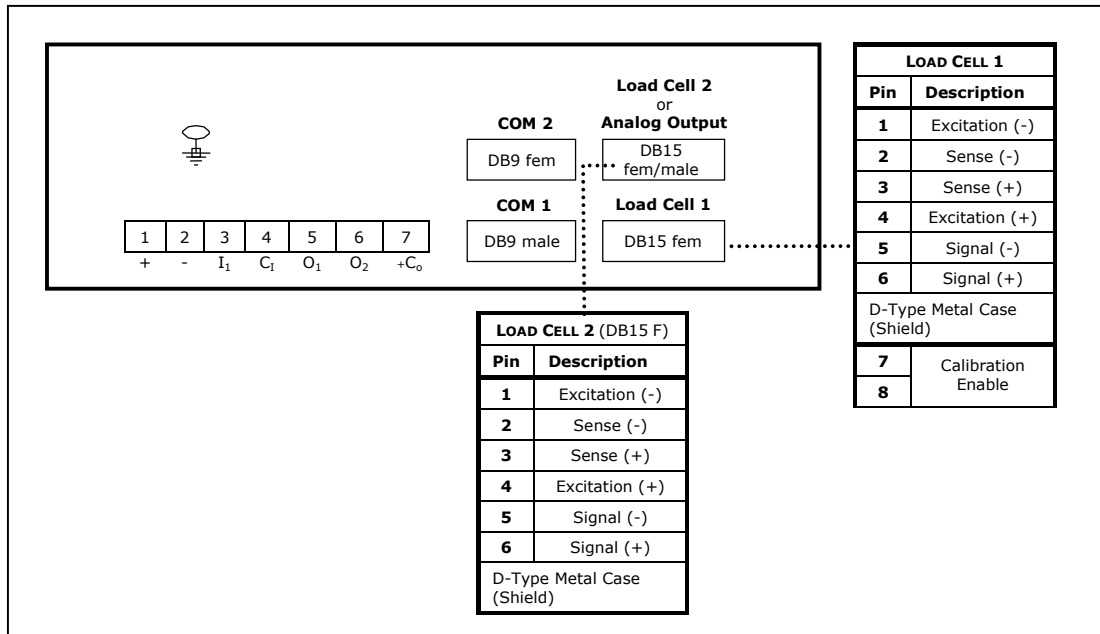 Load Cell 2
or
Analog Output
COM 2
DB9 fem
DB15
fem/male
COM 1
Load Cell 1
DB9 male
DB15 fem
1 2 3 4 5 6 7
+ - I₁ C_I O₁ O₂ +C₀
LOAD CELL 1
Pin Description
1 Excitation (-)
2 Sense (-)
3 Sense (+)
4 Excitation (+)
5 Signal (-)
6 Signal (+)
D-Type Metal Case
(Shield)
7 Calibration
8 Enable
LOAD CELL 2 (DB15 F)
Pin Description
1 Excitation (-)
2 Sense (-)
3 Sense (+)
4 Excitation (+)
5 Signal (-)
6 Signal (+)
D-Type Metal Case
(Shield)